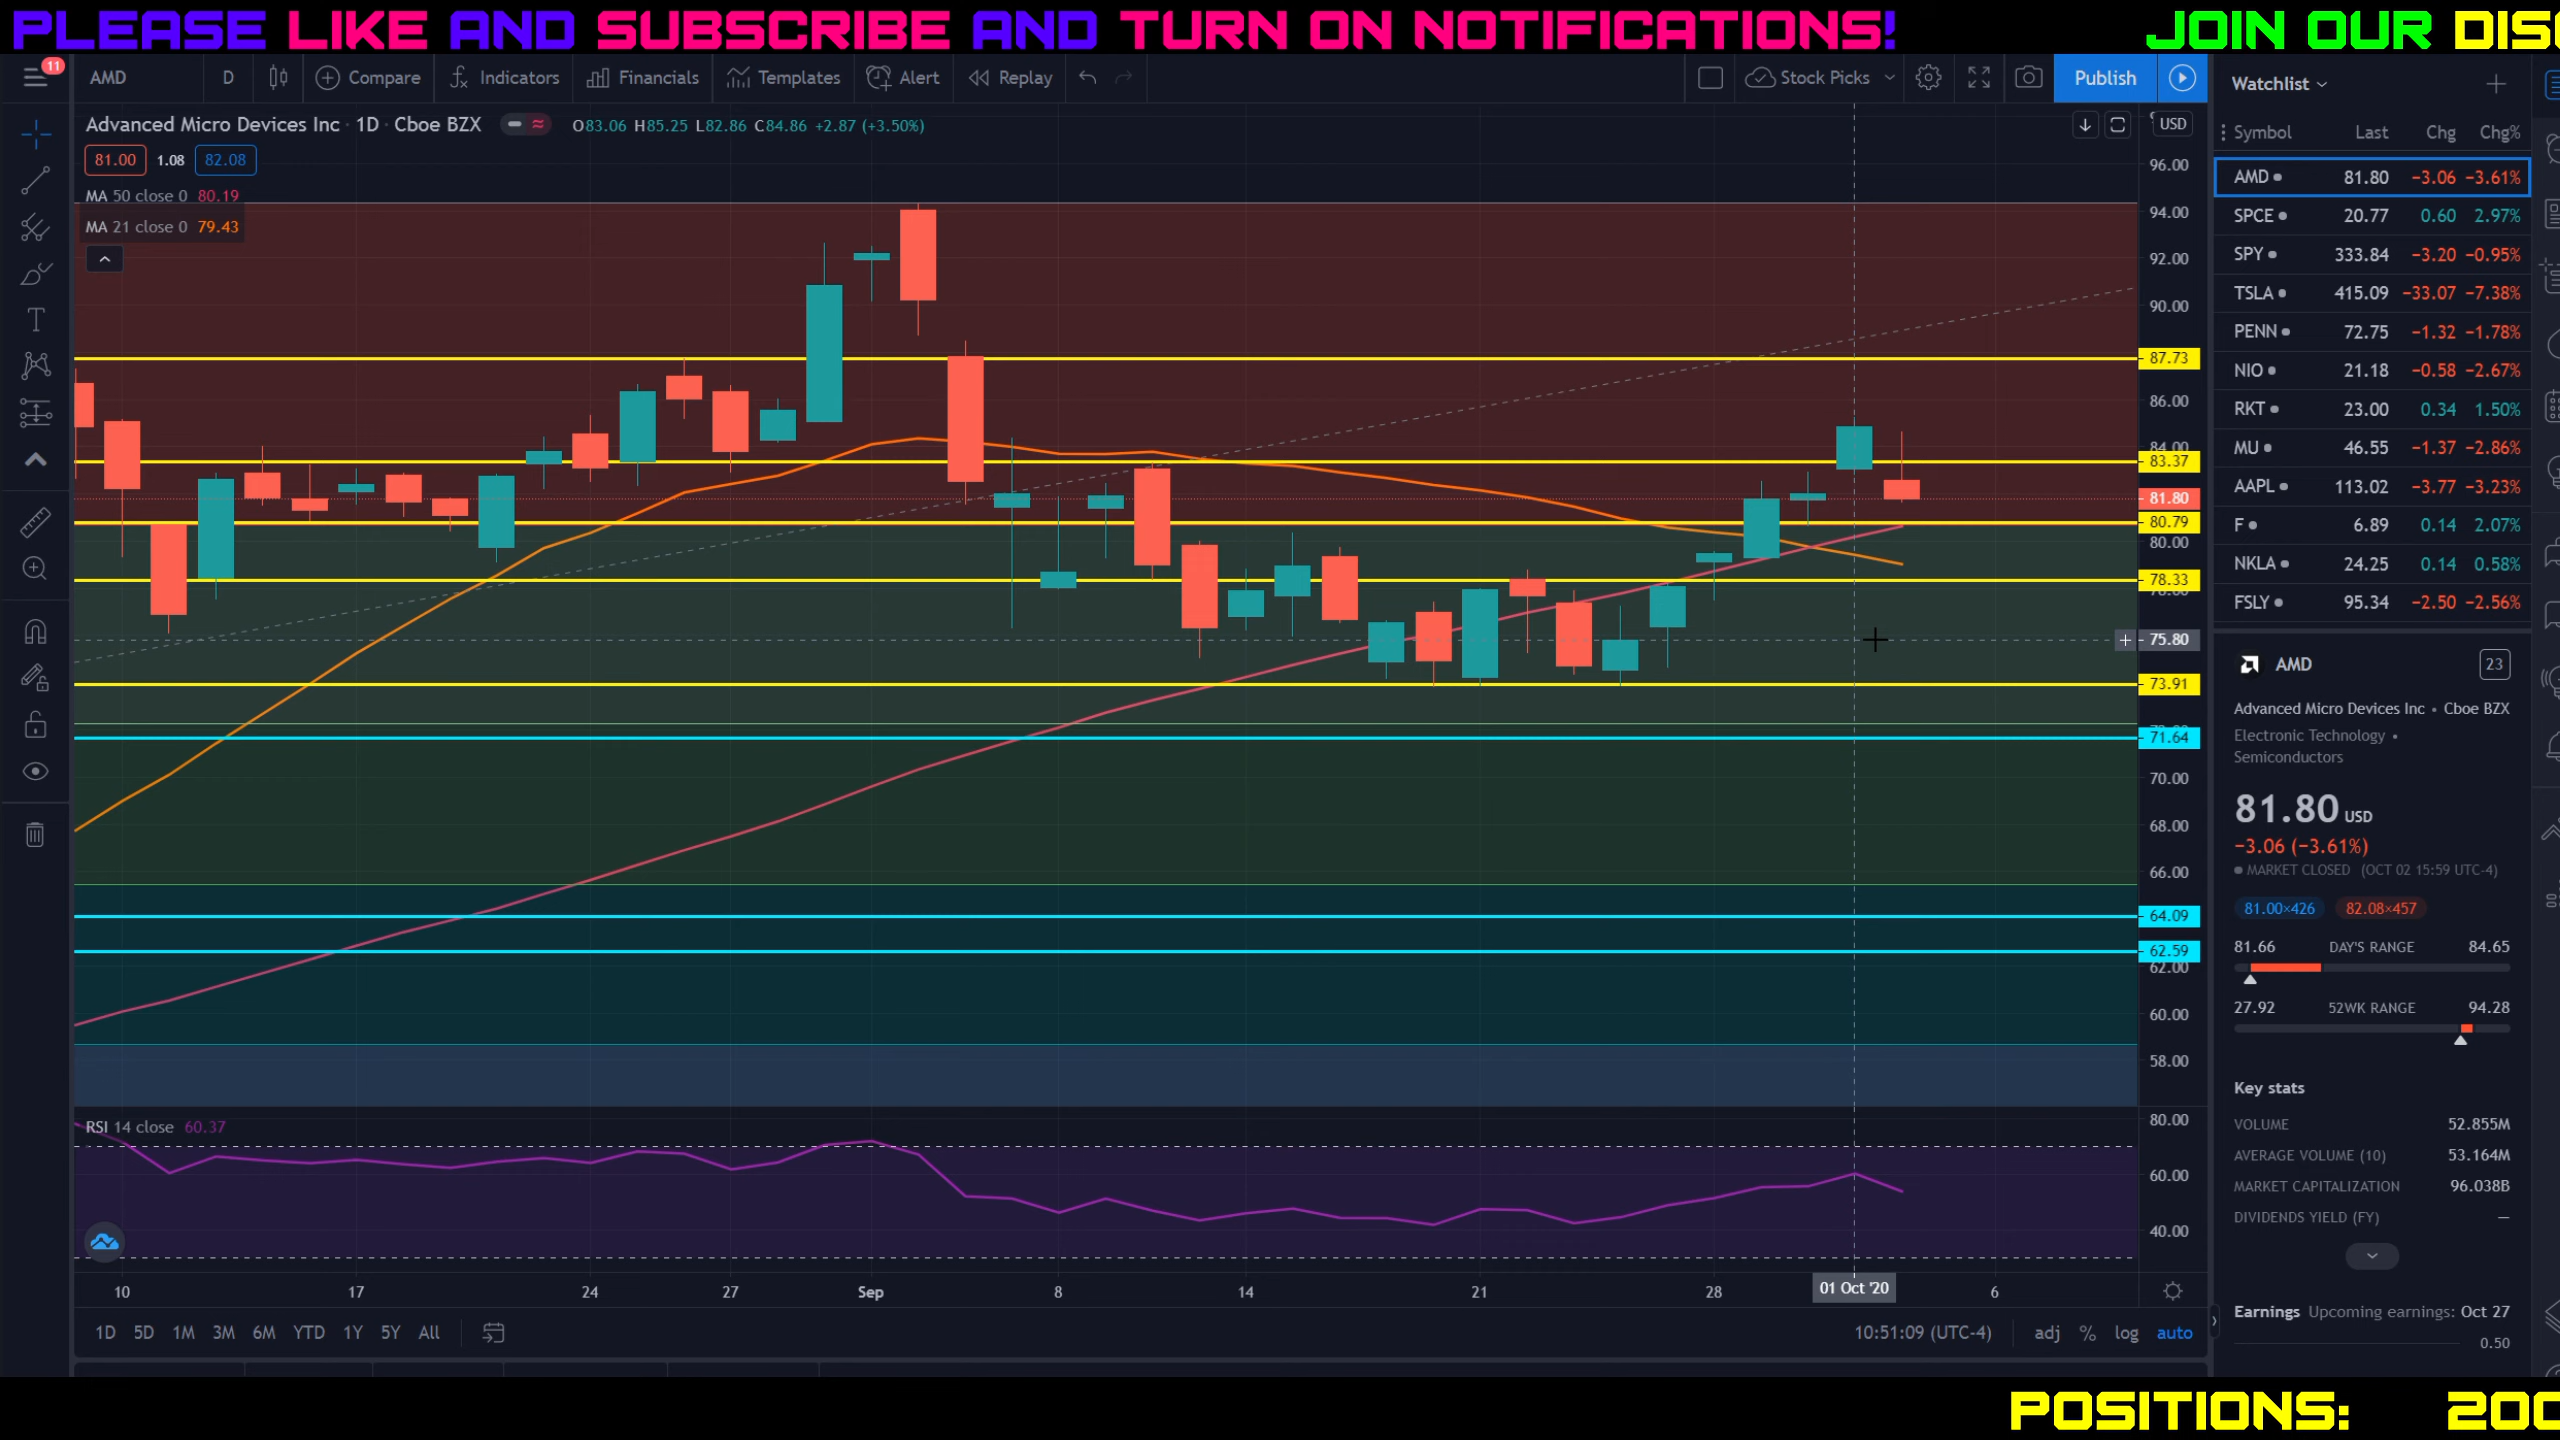 PLEASE LIKE AND SUBSCRIBE AND TURN ON NOTIFICATIONS! JOIN OUR
11
AMD D Compare Indicators Financials Templates Alert Replay Stock Picks Publish
Advanced Micro Devices Inc · 1D · Cboe BZX O83.06 H85.25 L82.86 C84.86 +2.87 (+3.50%)
81.00 1.08 82.08
MA 50 close 0 80.19
MA 21 close 0 79.43
USD
96.00
94.00
92.00
90.00
87.73
86.00
84.00
83.37
81.80
80.79
80.00
78.33
75.80
73.91
71.64
70.00
68.00
66.00
64.09
62.59
62.00
60.00
58.00
RSI 14 close 60.37
80.00
60.00
40.00
10 17 24 27 Sep 8 14 21 28 01 Oct '20 6
1D 5D 1M 3M 6M YTD 1Y 5Y All 10:51:09 (UTC-4) adj % log auto
Watchlist
Symbol Last Chg Chg%
AMD 81.80 −3.06 −3.61%
SPCE 20.77 0.60 2.97%
SPY 333.84 −3.20 −0.95%
TSLA 415.09 −33.07 −7.38%
PENN 72.75 −1.32 −1.78%
NIO 21.18 −0.58 −2.67%
RKT 23.00 0.34 1.50%
MU 46.55 −1.37 −2.86%
AAPL 113.02 −3.77 −3.23%
F 6.89 0.14 2.07%
NKLA 24.25 0.14 0.58%
FSLY 95.34 −2.50 −2.56%
AMD 23
Advanced Micro Devices Inc • Cboe BZX
Electronic Technology •
Semiconductors
81.80 USD
−3.06 (−3.61%)
MARKET CLOSED (OCT 02 15:59 UTC-4)
81.00×426 82.08×457
81.66 DAY'S RANGE 84.65
27.92 52WK RANGE 94.28
Key stats
VOLUME 52.855M
AVERAGE VOLUME (10) 53.164M
MARKET CAPITALIZATION 96.038B
DIVIDENDS YIELD (FY) —
Earnings Upcoming earnings: Oct 27
0.50
POSITIONS: 200